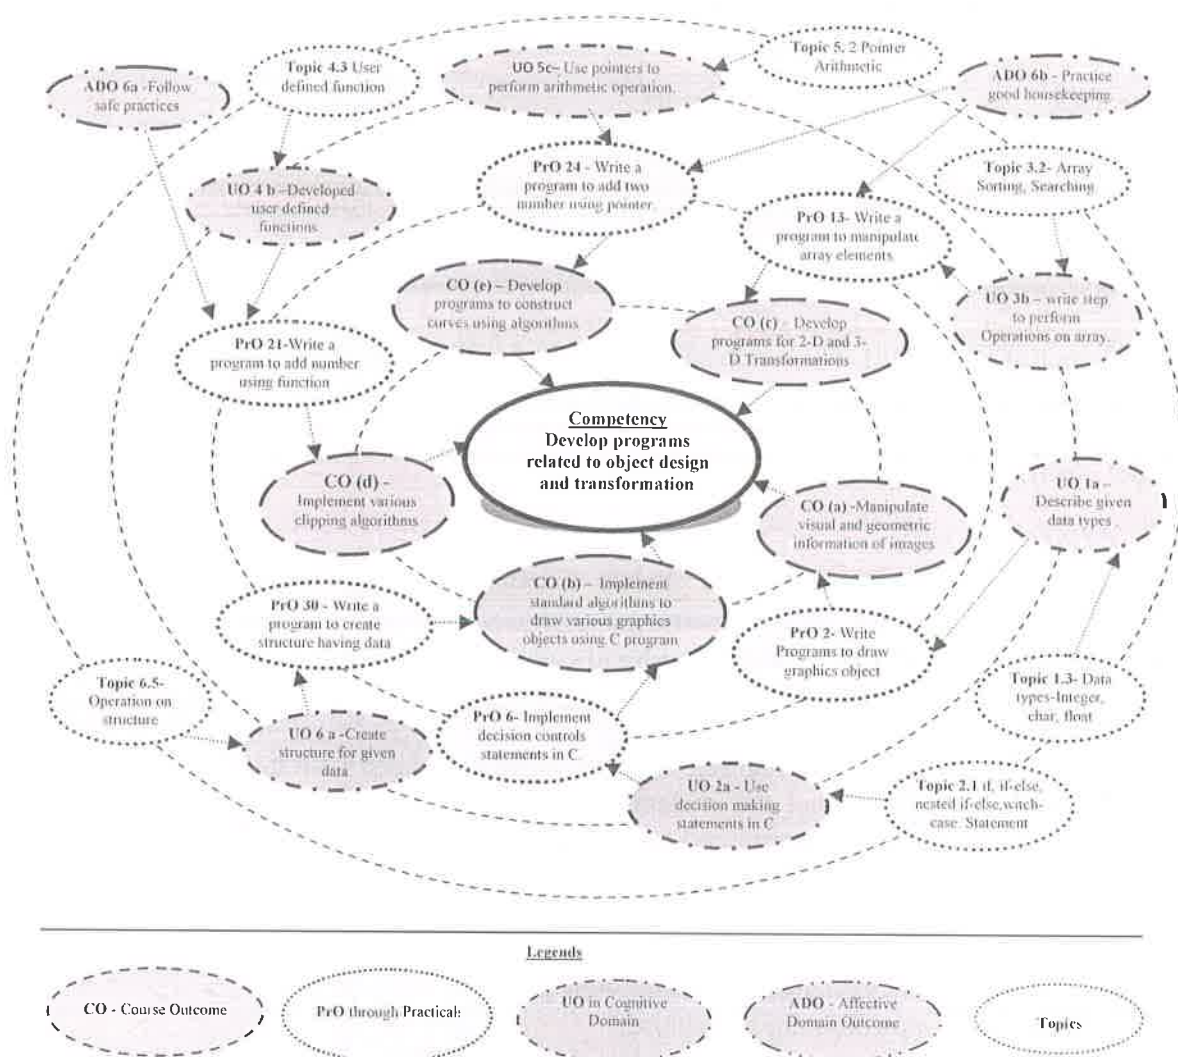 Topic 4.3 User
defined function
UO 5c– Use pointers to
perform arithmetic operation.
Topic 5. 2 Pointer
Arithmetic
ADO 6a -Follow
safe practices
ADO 6b - Practice
good housekeeping.
PrO 24 - Write
a program to add two
number using pointer.
Topic 3.2- Array
Sorting, Searching
UO 4 b –Developed
user defined
functions
PrO 13- Write a
program to manipulate
array elements
CO (e) – Develop
programs to construct
curves using algorithms
CO (c) - Develop
programs for 2-D and 3-
D Transformations
UO 3b – write step
to perform
Operations on array.
PrO 21-Write a
program to add number
using function
Competency
Develop programs
related to object design
and transformation
CO (d) -
Implement various
clipping algorithms
CO (a) -Manipulate
visual and geometric
information of images
UO 1a –
Describe given
data types
CO (b) – Implement
standard algorithms to
draw various graphics
objects using C program
PrO 30 - Write a
program to create
structure having data
PrO 2- Write
Programs to draw
graphics object
Topic 6.5-
Operation on
structure
Topic 1.3- Data
types-Integer,
char, float
UO 6 a -Create
structure for given
data
PrO 6- Implement
decision controls
statements in C.
UO 2a - Use
decision making
statements in C
Topic 2.1 if, if-else,
nested if-else,witch-
case. Statement
Legends
CO - Course Outcome
PrO through Practicals
UO in Cognitive
Domain
ADO - Affective
Domain Outcome
Topics